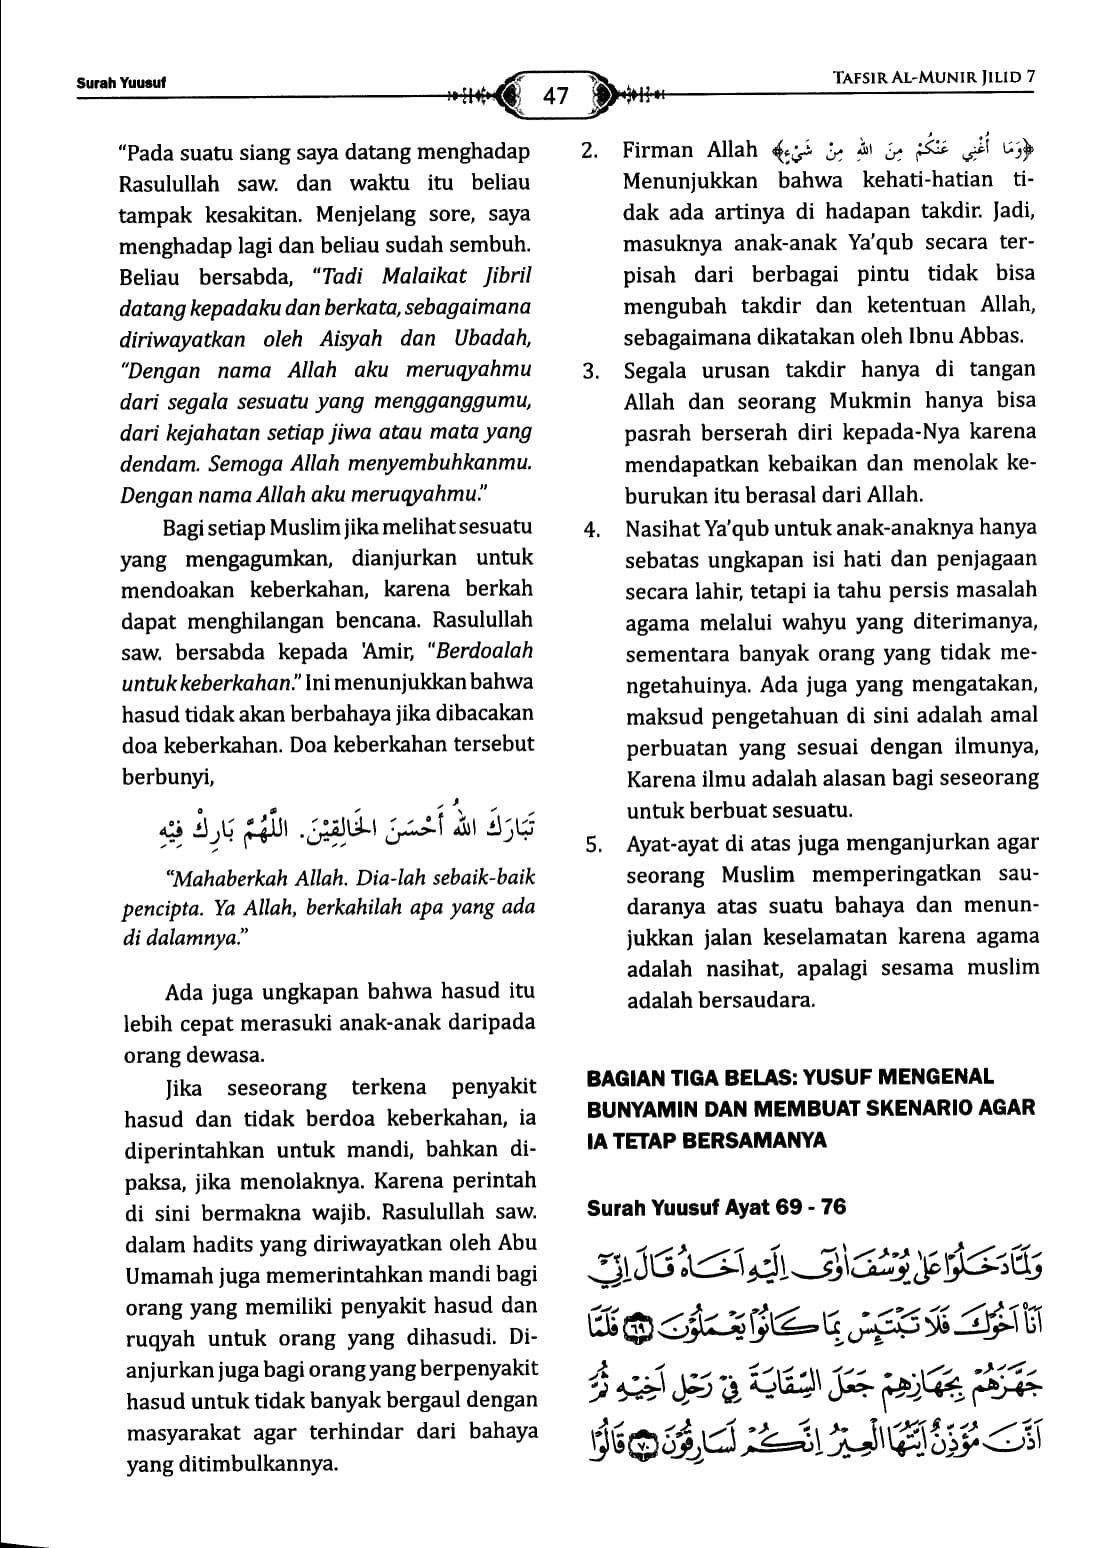 Surah Yuusuf
47
TAFSIR AL-MUNIR JILID 7
“Pada suatu siang saya datang menghadap
Rasulullah saw. dan waktu itu beliau
tampak kesakitan. Menjelang sore, saya
menghadap lagi dan beliau sudah sembuh.
Beliau bersabda, “Tadi Malaikat Jibril
datang kepadaku dan berkata, sebagaimana
diriwayatkan oleh Aisyah dan Ubadah,
“Dengan nama Allah aku meruqyahmu
dari segala sesuatu yang mengganggumu,
dari kejahatan setiap jiwa atau mata yang
dendam. Semoga Allah menyembuhkanmu.
Dengan nama Allah aku meruqyahmu.”
Bagi setiap Muslim jika melihat sesuatu
yang mengagumkan, dianjurkan untuk
mendoakan keberkahan, karena berkah
dapat menghilangan bencana. Rasulullah
saw. bersabda kepada 'Amir, “Berdoalah
untuk keberkahan.” Ini menunjukkan bahwa
hasud tidak akan berbahaya jika dibacakan
doa keberkahan. Doa keberkahan tersebut
berbunyi,
تَبَارَكَ اللهُ أَحْسَنَ الخَالِقِيْنَ. اللَّهُمَّ بَارِكْ فِيْهِ
“Mahaberkah Allah. Dia-lah sebaik-baik
pencipta. Ya Allah, berkahilah apa yang ada
di dalamnya.”
Ada juga ungkapan bahwa hasud itu
lebih cepat merasuki anak-anak daripada
orang dewasa.
Jika seseorang terkena penyakit
hasud dan tidak berdoa keberkahan, ia
diperintahkan untuk mandi, bahkan di-
paksa, jika menolaknya. Karena perintah
di sini bermakna wajib. Rasulullah saw.
dalam hadits yang diriwayatkan oleh Abu
Umamah juga memerintahkan mandi bagi
orang yang memiliki penyakit hasud dan
ruqyah untuk orang yang dihasudi. Di-
anjurkan juga bagi orang yang berpenyakit
hasud untuk tidak banyak bergaul dengan
masyarakat agar terhindar dari bahaya
yang ditimbulkannya.
2. Firman Allah ﴿وَمَا أُغْنِي عَنْكُمْ مِنَ اللهِ مِنْ شَيْءٍ﴾
Menunjukkan bahwa kehati-hatian ti-
dak ada artinya di hadapan takdir. Jadi,
masuknya anak-anak Ya’qub secara ter-
pisah dari berbagai pintu tidak bisa
mengubah takdir dan ketentuan Allah,
sebagaimana dikatakan oleh Ibnu Abbas.
3. Segala urusan takdir hanya di tangan
Allah dan seorang Mukmin hanya bisa
pasrah berserah diri kepada-Nya karena
mendapatkan kebaikan dan menolak ke-
burukan itu berasal dari Allah.
4. Nasihat Ya’qub untuk anak-anaknya hanya
sebatas ungkapan isi hati dan penjagaan
secara lahir, tetapi ia tahu persis masalah
agama melalui wahyu yang diterimanya,
sementara banyak orang yang tidak me-
ngetahuinya. Ada juga yang mengatakan,
maksud pengetahuan di sini adalah amal
perbuatan yang sesuai dengan ilmunya,
Karena ilmu adalah alasan bagi seseorang
untuk berbuat sesuatu.
5. Ayat-ayat di atas juga menganjurkan agar
seorang Muslim memperingatkan sau-
daranya atas suatu bahaya dan menun-
jukkan jalan keselamatan karena agama
adalah nasihat, apalagi sesama muslim
adalah bersaudara.
BAGIAN TIGA BELAS: YUSUF MENGENAL
BUNYAMIN DAN MEMBUAT SKENARIO AGAR
IA TETAP BERSAMANYA
Surah Yuusuf Ayat 69 - 76
وَلَمَّا دَخَلُوْا عَلٰى يُوْسُفَ اٰوٰٓى اِلَيْهِ اَخَاهُ قَالَ اِنِّيْٓ
اَنَا۠ اَخُوْكَ فَلَا تَبْتَىِٕسْ بِمَا كَانُوْا يَعْمَلُوْنَ ۝٦٩ فَلَمَّا
جَهَّزَهُمْ بِجَهَازِهِمْ جَعَلَ السِّقَايَةَ فِيْ رَحْلِ اَخِيْهِ ثُمَّ
اَذَّنَ مُؤَذِّنٌ اَيَّتُهَا الْعِيْرُ اِنَّكُمْ لَسَارِقُوْنَ ۝٧٠ قَالُوْا